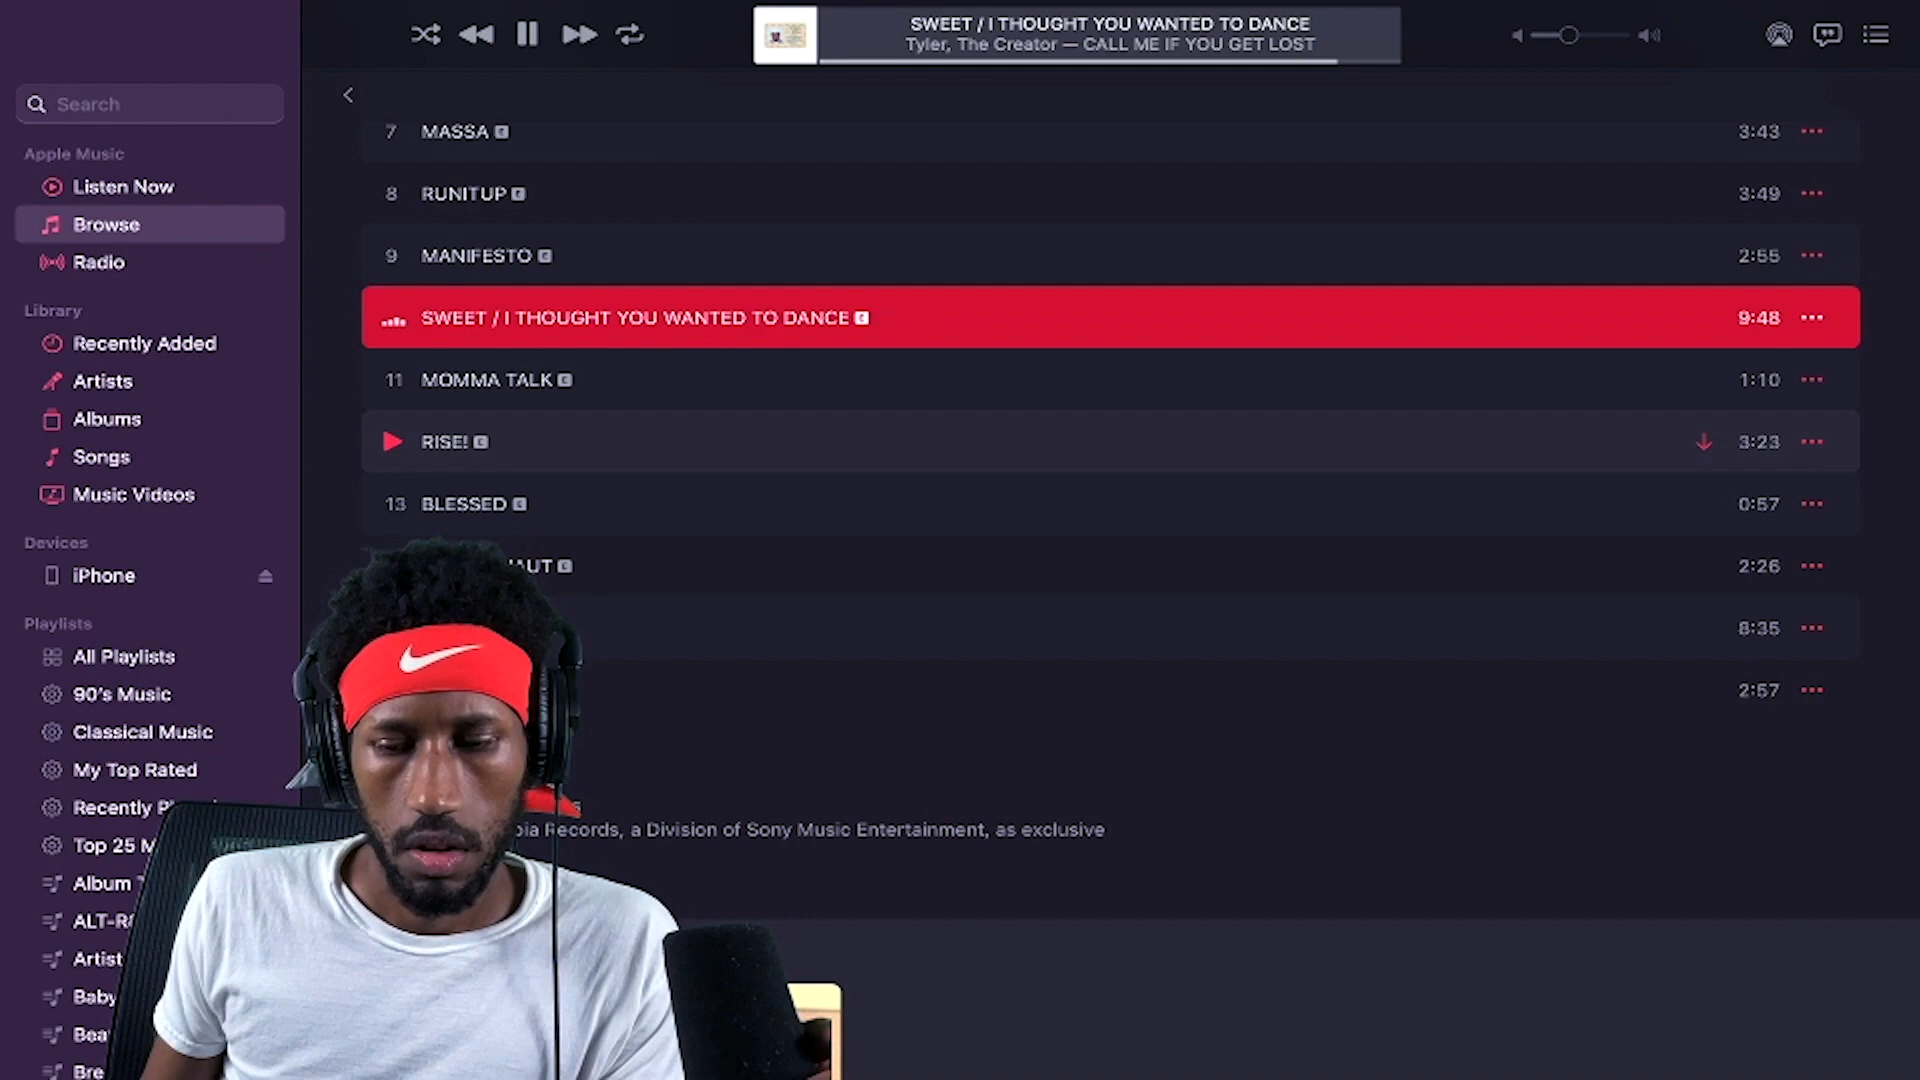 SWEET / I THOUGHT YOU WANTED TO DANCE
Tyler, The Creator — CALL ME IF YOU GET LOST
Search
Apple Music
Listen Now
Browse
Radio
Library
Recently Added
Artists
Albums
Songs
Music Videos
Devices
iPhone
Playlists
All Playlists
90's Music
Classical Music
My Top Rated
Recently
Top 25
Album
Artist
Baby
7 MASSA E 3:43
8 RUNITUP E 3:49
9 MANIFESTO E 2:55
SWEET / I THOUGHT YOU WANTED TO DANCE E 9:48
11 MOMMA TALK E 1:10
RISE! E 3:23
13 BLESSED E 0:57
E 2:26
8:35
2:57
Records, a Division of Sony Music Entertainment, as exclusive